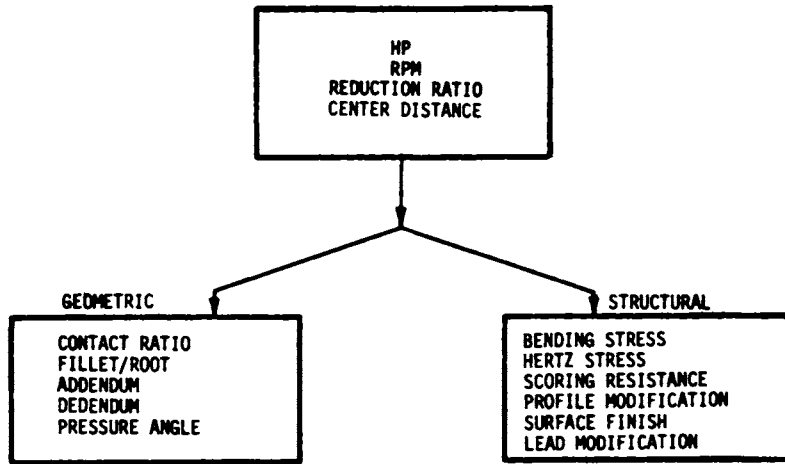 HP
RPM
REDUCTION RATIO
CENTER DISTANCE
GEOMETRIC
CONTACT RATIO
FILLET/ROOT
ADDENDUM
DEDENDUM
PRESSURE ANGLE
STRUCTURAL
BENDING STRESS
HERTZ STRESS
SCORING RESISTANCE
PROFILE MODIFICATION
SURFACE FINISH
LEAD MODIFICATION